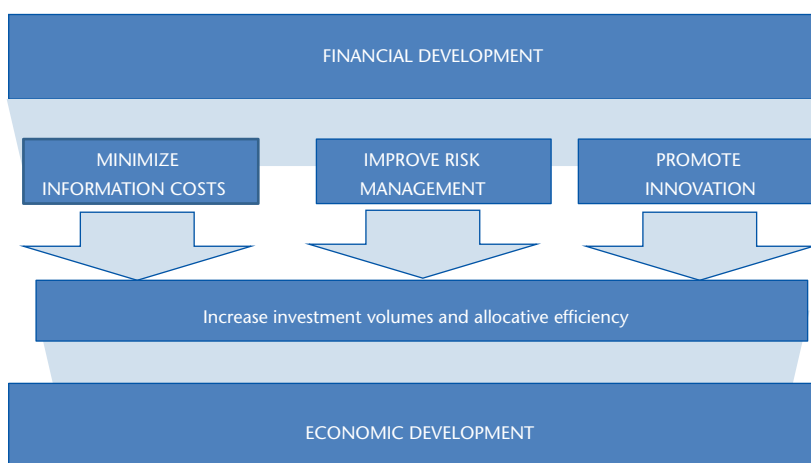 FINANCIAL DEVELOPMENT
MINIMIZE
INFORMATION COSTS
IMPROVE RISK
MANAGEMENT
PROMOTE
INNOVATION
Increase investment volumes and allocative efficiency
ECONOMIC DEVELOPMENT